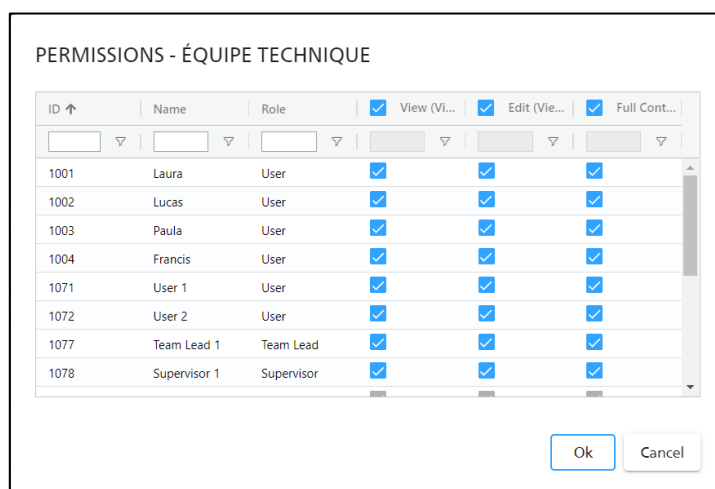 PERMISSIONS - ÉQUIPE TECHNIQUE
ID Name Role View (Vi... Edit (Vie... Full Cont...
1001 Laura User
1002 Lucas User
1003 Paula User
1004 Francis User
1071 User 1 User
1072 User 2 User
1077 Team Lead 1 Team Lead
1078 Supervisor 1 Supervisor
Ok Cancel